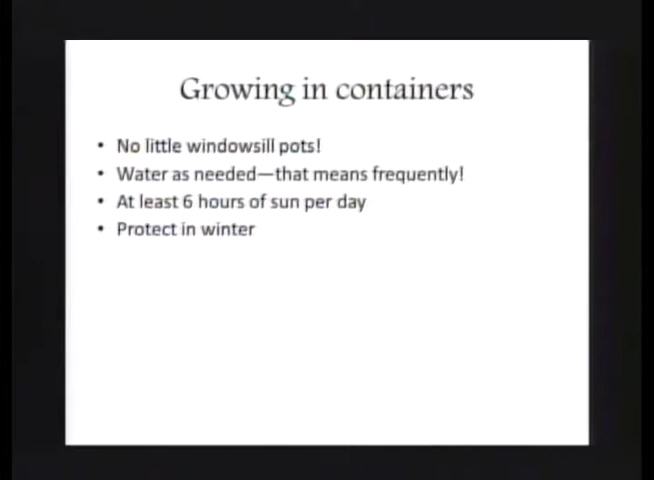 Growing in containers
• No little windowsill pots!
• Water as needed—that means frequently!
• At least 6 hours of sun per day
• Protect in winter